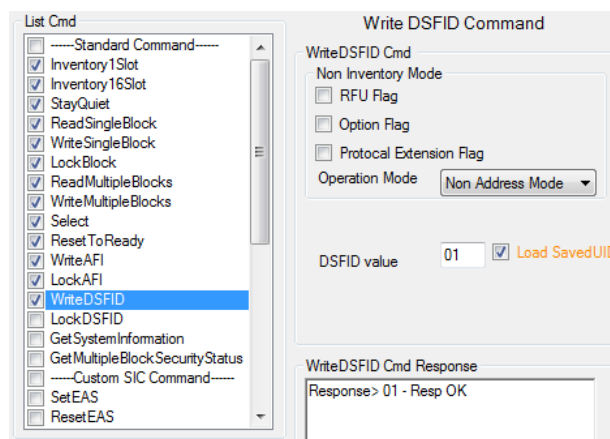 List Cmd
------Standard Command------
Inventory1Slot
Inventory16Slot
StayQuiet
ReadSingleBlock
WriteSingleBlock
LockBlock
ReadMultipleBlocks
WriteMultipleBlocks
Select
ResetToReady
WriteAFI
LockAFI
WriteDSFID
LockDSFID
GetSystemInformation
GetMultipleBlockSecurityStatus
------Custom SIC Command------
SetEAS
ResetEAS
Write DSFID Command
WriteDSFID Cmd
Non Inventory Mode
RFU Flag
Option Flag
Protocal Extension Flag
Operation Mode Non Address Mode
DSFID value 01 Load SavedUID
WriteDSFID Cmd Response
Response> 01 - Resp OK